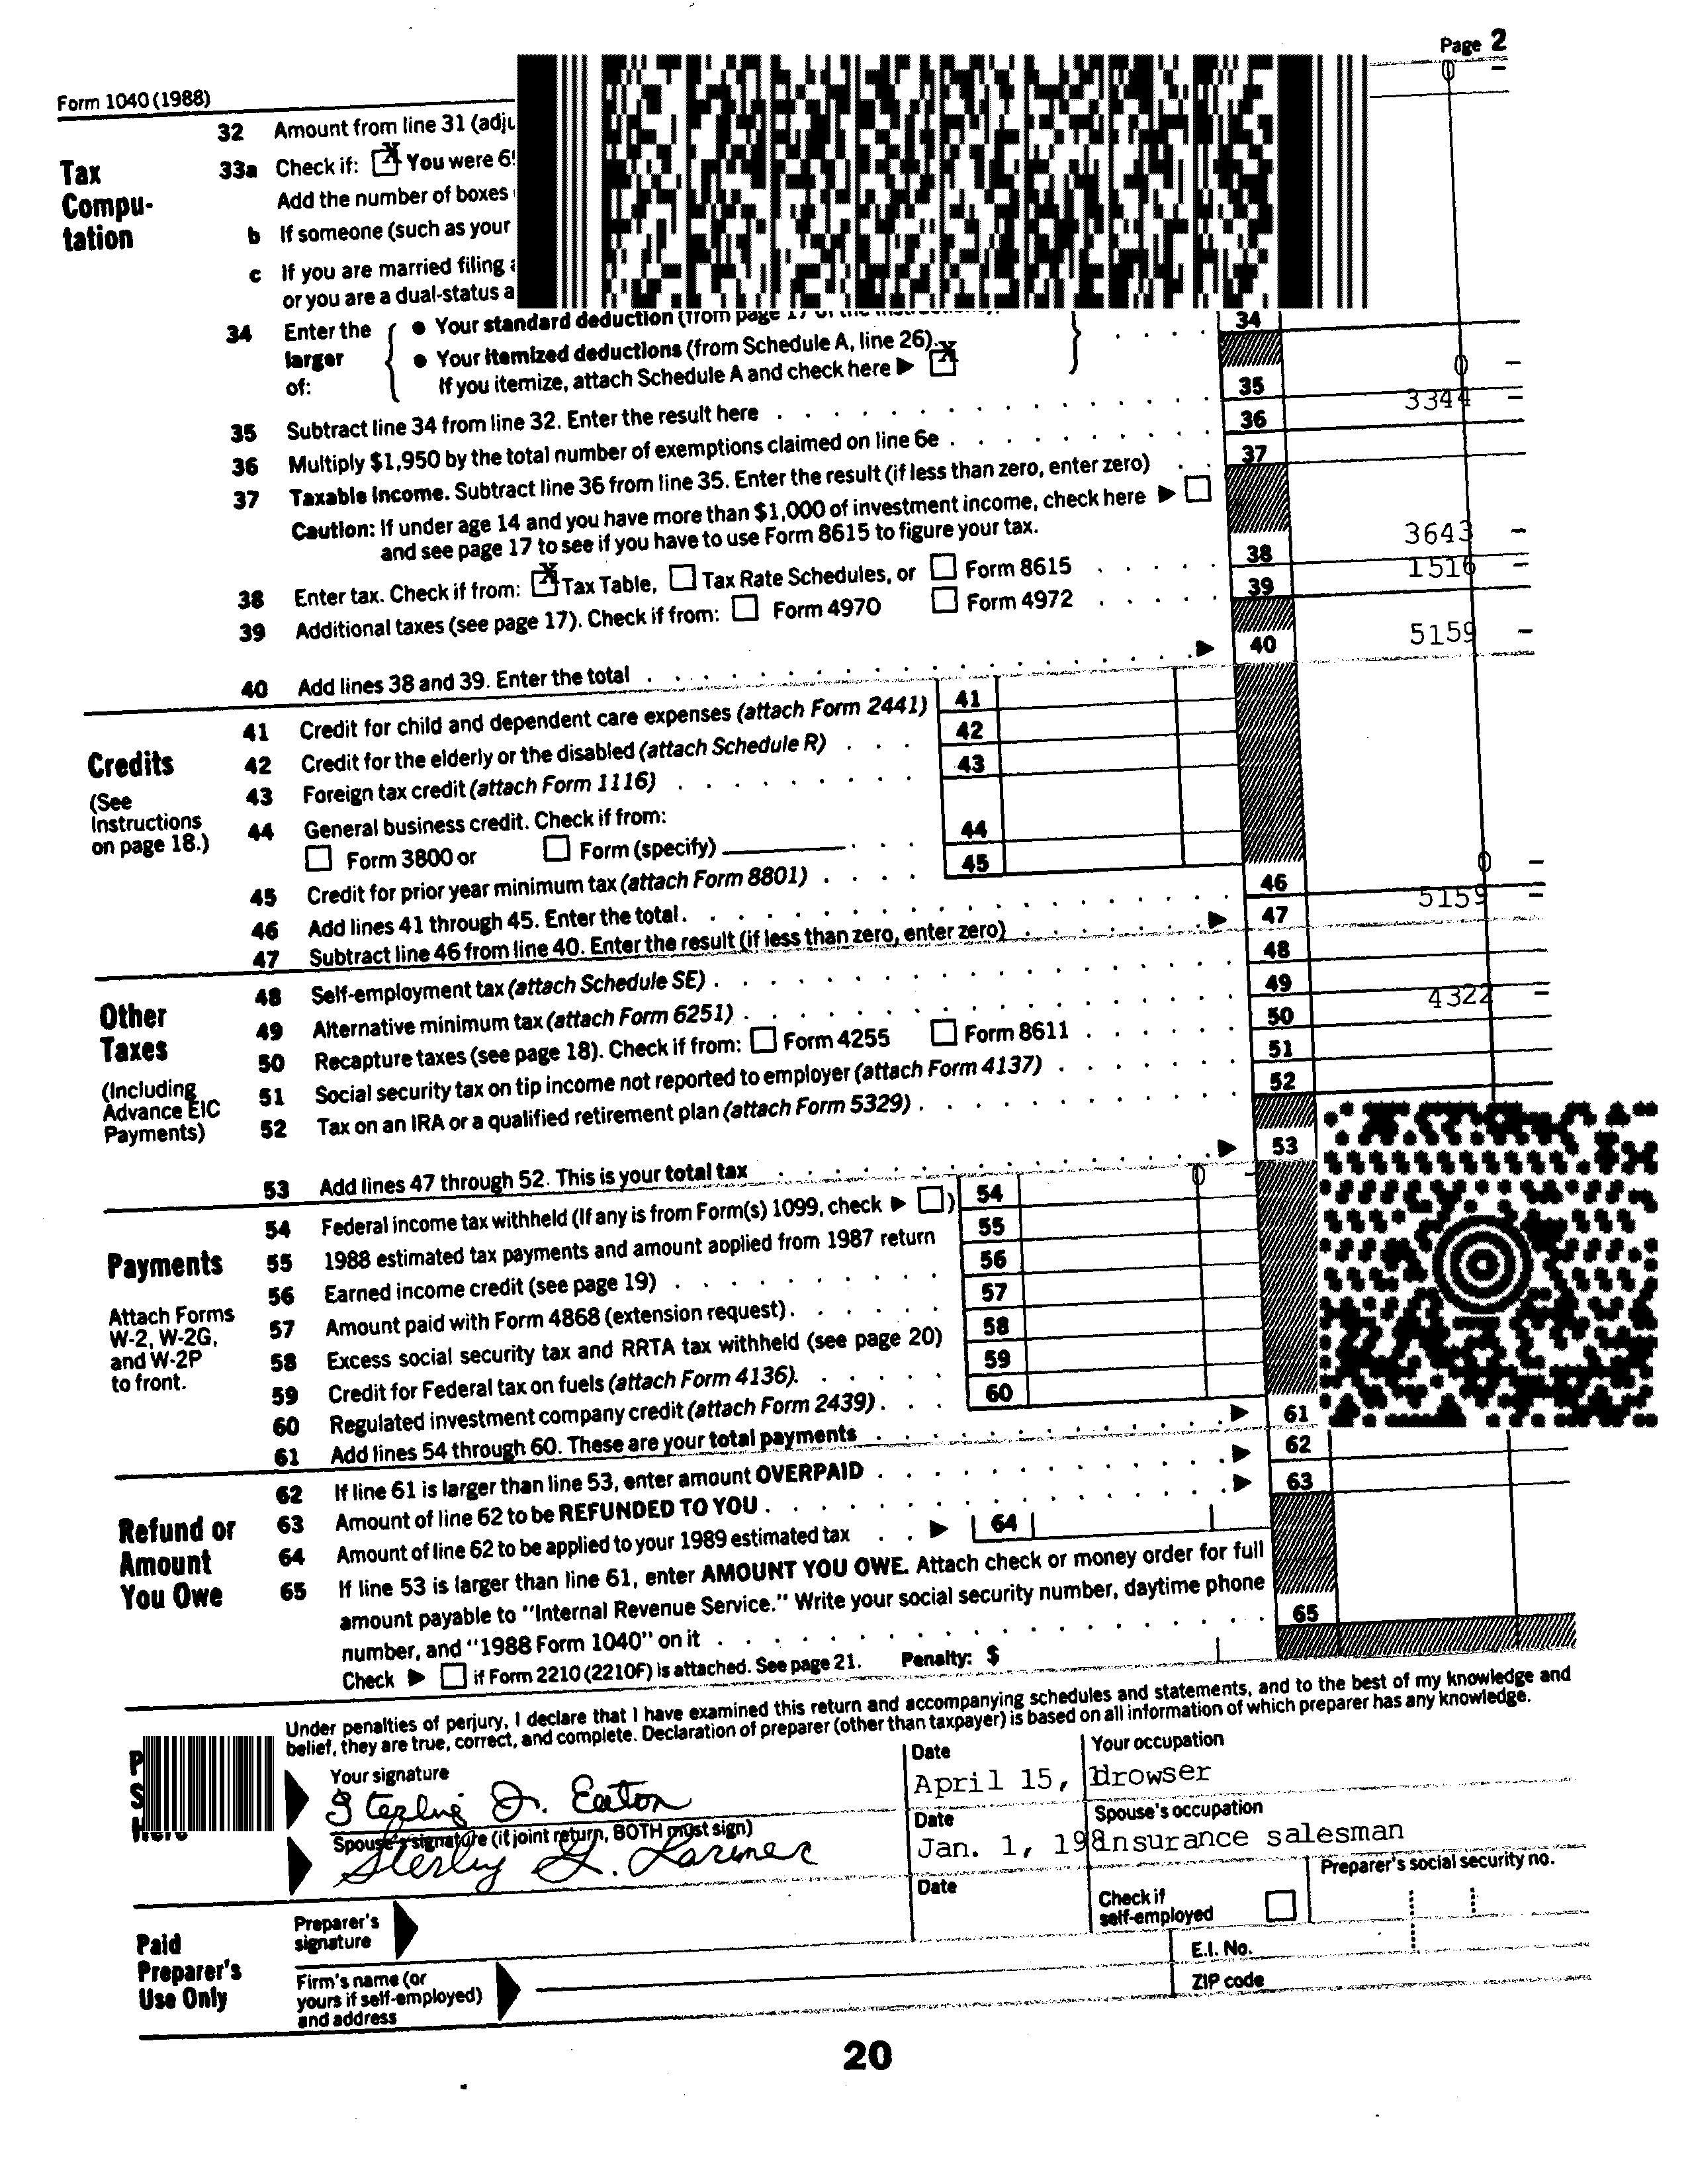 Page 2
Form 1040 (1988)
32 Amount from line 31
0 –
Tax Compu-tation
33a Check if: X You were
Add the number of boxes
b If someone (such as your
c If you are married filing
or you are a dual-status
34 Enter the larger of:
● Your standard deduction (from page 17 of the
● Your itemized deductions (from Schedule A, line 26).
If you itemize, attach Schedule A and check here ▶ X
34
0 –
35 Subtract line 34 from line 32. Enter the result here
35 3344 –
36 Multiply $1,950 by the total number of exemptions claimed on line 6e
36
37 Taxable income. Subtract line 36 from line 35. Enter the result (if less than zero, enter zero)
37
Caution: If under age 14 and you have more than $1,000 of investment income, check here ▶
and see page 17 to see if you have to use Form 8615 to figure your tax.
3643 –
38 Enter tax. Check if from: X Tax Table, Tax Rate Schedules, or Form 8615
38 1516 –
39 Additional taxes (see page 17). Check if from: Form 4970 Form 4972
39
40 Add lines 38 and 39. Enter the total ▶ 40 5159 –
Credits
(See Instructions on page 18.)
41 Credit for child and dependent care expenses (attach Form 2441) 41
42 Credit for the elderly or the disabled (attach Schedule R) 42
43 Foreign tax credit (attach Form 1116) 43
44 General business credit. Check if from:
Form 3800 or Form (specify) 44
45 Credit for prior year minimum tax (attach Form 8801) 45
0 –
46 Add lines 41 through 45. Enter the total. 46
5159 –
47 Subtract line 46 from line 40. Enter the result (if less than zero, enter zero) ▶ 47
Other Taxes
(Including Advance EIC Payments)
48 Self-employment tax (attach Schedule SE) 48
49 Alternative minimum tax (attach Form 6251) 49
4322 –
50 Recapture taxes (see page 18). Check if from: Form 4255 Form 8611 50
51 Social security tax on tip income not reported to employer (attach Form 4137) 51
52 Tax on an IRA or a qualified retirement plan (attach Form 5329) 52
53 Add lines 47 through 52. This is your total tax ▶ 53
Payments
Attach Forms W-2, W-2G, and W-2P to front.
54 Federal income tax withheld (If any is from Form(s) 1099, check ▶ ) 54 0 –
55 1988 estimated tax payments and amount applied from 1987 return 55
56 Earned income credit (see page 19) 56
57 Amount paid with Form 4868 (extension request) 57
58 Excess social security tax and RRTA tax withheld (see page 20) 58
59 Credit for Federal tax on fuels (attach Form 4136) 59
60 Regulated investment company credit (attach Form 2439) 60
61 Add lines 54 through 60. These are your total payments ▶ 61
Refund or Amount You Owe
62 If line 61 is larger than line 53, enter amount OVERPAID ▶ 62
63 Amount of line 62 to be REFUNDED TO YOU ▶ 63
64 Amount of line 62 to be applied to your 1989 estimated tax ▶ 64
65 If line 53 is larger than line 61, enter AMOUNT YOU OWE. Attach check or money order for full
amount payable to "Internal Revenue Service." Write your social security number, daytime phone
number, and "1988 Form 1040" on it 65
Check ▶ if Form 2210 (2210F) is attached. See page 21. Penalty: $
Under penalties of perjury, I declare that I have examined this return and accompanying schedules and statements, and to the best of my knowledge and
belief, they are true, correct, and complete. Declaration of preparer (other than taxpayer) is based on all information of which preparer has any knowledge.
Your signature
Date
Your occupation
April 15,
Spouse's signature (if joint return, BOTH must sign)
Date
Spouse's occupation
Jan. 1, 198
insurance salesman
Preparer's signature
Date
Check if self-employed
Preparer's social security no.
Paid Preparer's Use Only
Firm's name (or yours if self-employed) and address
E.I. No.
ZIP code
20